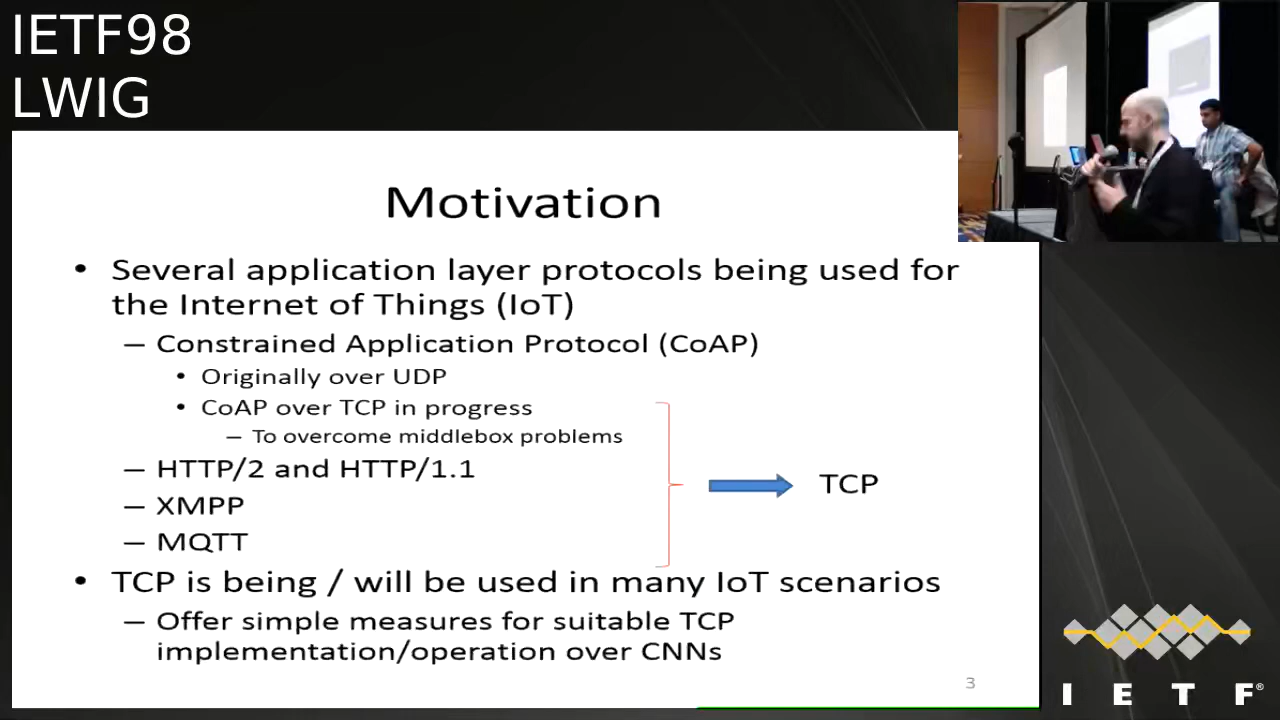 IETF98
LWIG
Motivation
• Several application layer protocols being used for
the Internet of Things (IoT)
– Constrained Application Protocol (CoAP)
• Originally over UDP
• CoAP over TCP in progress
– To overcome middlebox problems
– HTTP/2 and HTTP/1.1
– XMPP
– MQTT
TCP
• TCP is being / will be used in many IoT scenarios
– Offer simple measures for suitable TCP
implementation/operation over CNNs
3
I E T F®